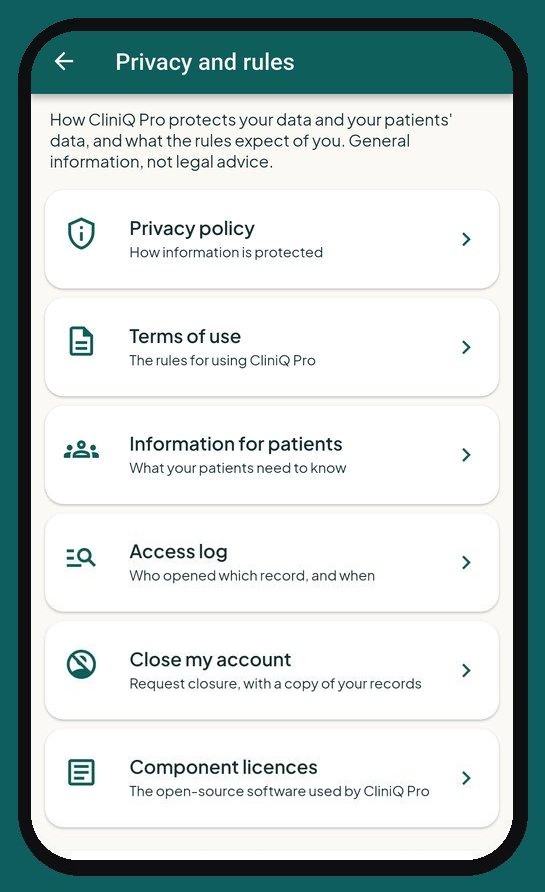 Privacy and rules
How CliniQ Pro protects your data and your patients'
data, and what the rules expect of you. General
information, not legal advice.
Privacy policy
How information is protected
Terms of use
The rules for using CliniQ Pro
Information for patients
What your patients need to know
Access log
Who opened which record, and when
Close my account
Request closure, with a copy of your records
Component licences
The open-source software used by CliniQ Pro